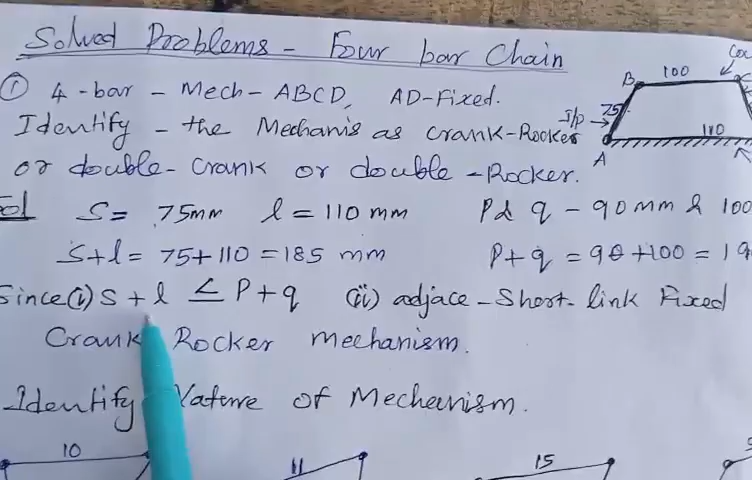 Solved Problems - Four bar Chain
① 4-bar - Mech- ABCD, AD-Fixed.
Identify - the Mechanis as Crank-Rocker
or double-Crank or double-Rocker.
B 100
I/p 75
A 110
S= 75mm l = 110 mm P & q - 90mm & 100
S+l= 75+110 =185 mm P+q = 90+100 = 19
Since (i) S + l ≤ P+q (ii) adjace-Short-link Fixed
Crank Rocker mechanism.
Identify Nature of Mechanism.
10 11 15